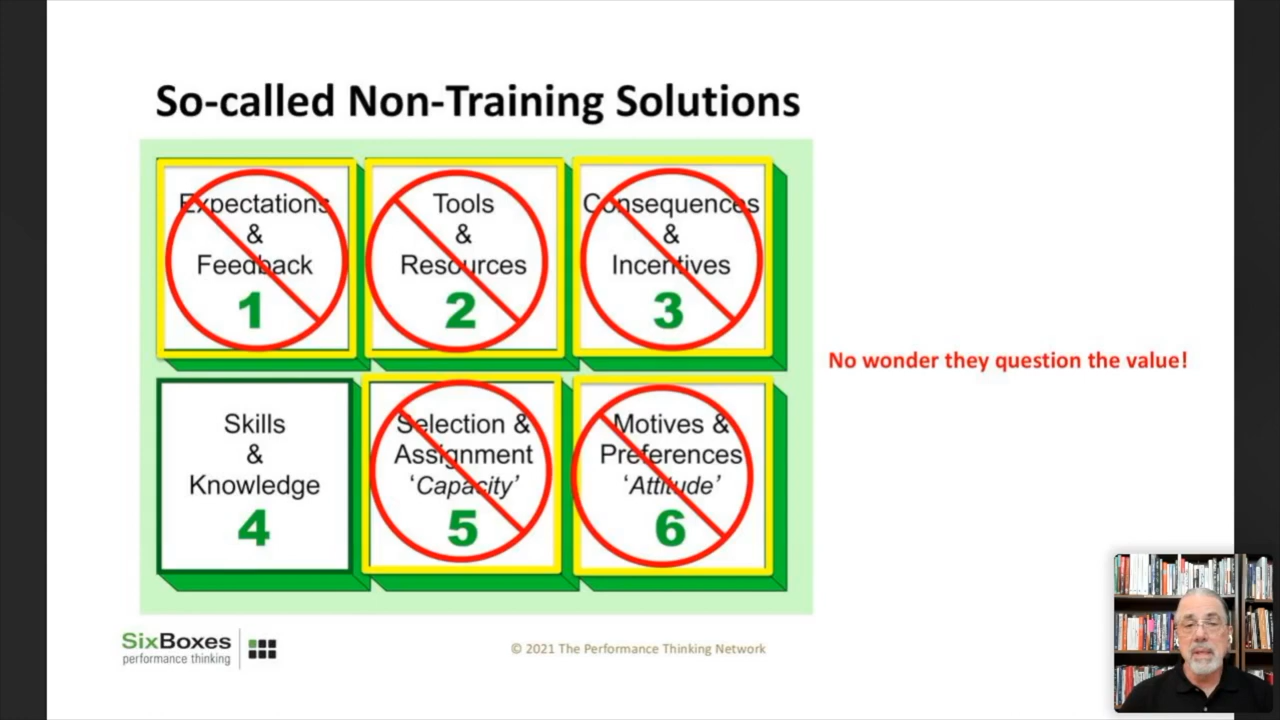 So-called Non-Training Solutions
Expectations
&
Feedback
1
Tools
&
Resources
2
Consequences
&
Incentives
3
No wonder they question the value!
Skills
&
Knowledge
4
Selection &
Assignment
‘Capacity’
5
Motives &
Preferences
‘Attitude’
6
SixBoxes
performance thinking
© 2021 The Performance Thinking Network